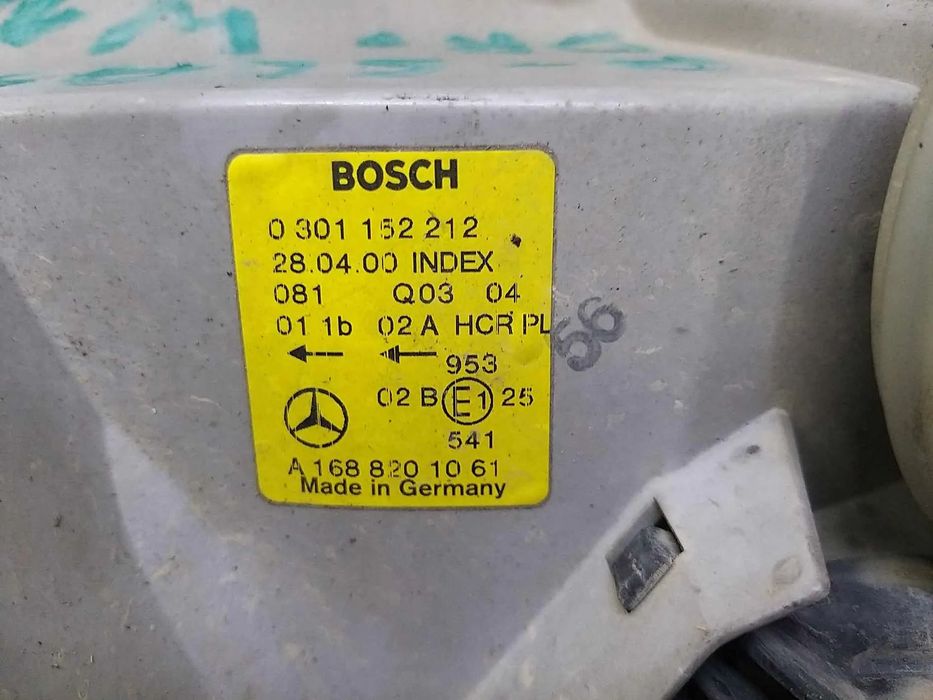 BOSCH
0 301 152 212
28.04.00 INDEX
081 Q03 04
01 1b 02 A HCR PL
953
02 B E1 25
541
A 168 820 10 61
Made in Germany
56